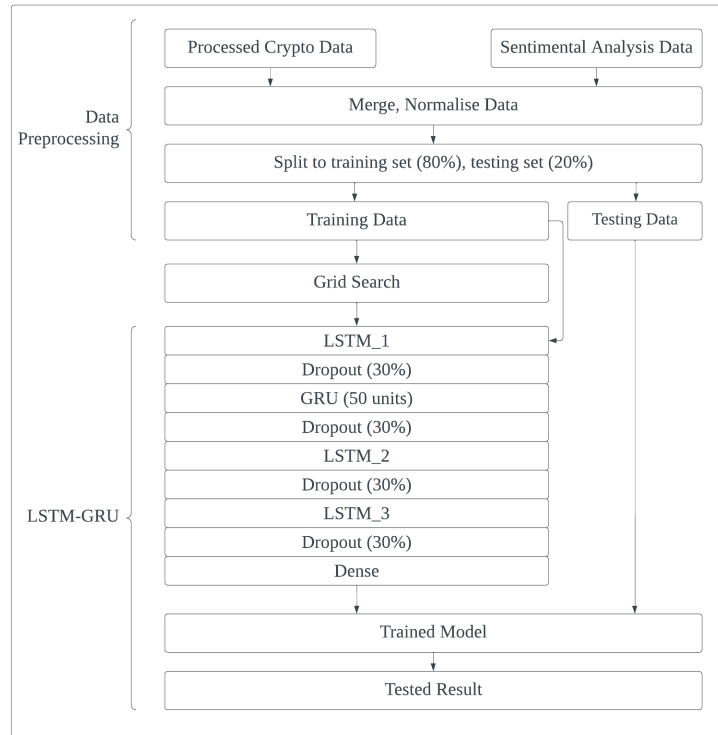 Processed Crypto Data
Sentimental Analysis Data
Merge, Normalise Data
Data
Preprocessing
Split to training set (80%), testing set (20%)
Training Data
Testing Data
Grid Search
LSTM_1
Dropout (30%)
GRU (50 units)
Dropout (30%)
LSTM_2
Dropout (30%)
LSTM_3
LSTM-GRU
Dropout (30%)
Dense
Trained Model
Tested Result